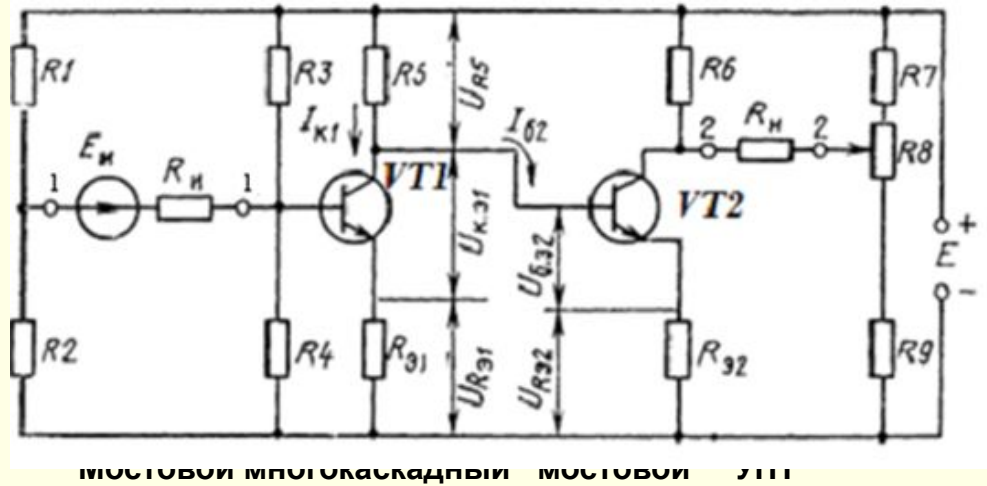 R1
R3
R5
U_R5
R6
R7
I_к1
I_б2
R_н
2
2
R8
E_и
R_и
1
1
VT1
VT2
U_к.э1
U_б.э2
+
E
-
R2
R4
R_э1
U_Rэ1
U_Rэ2
R_э2
R9
Мостовой многокаскадный мостовой УПТ